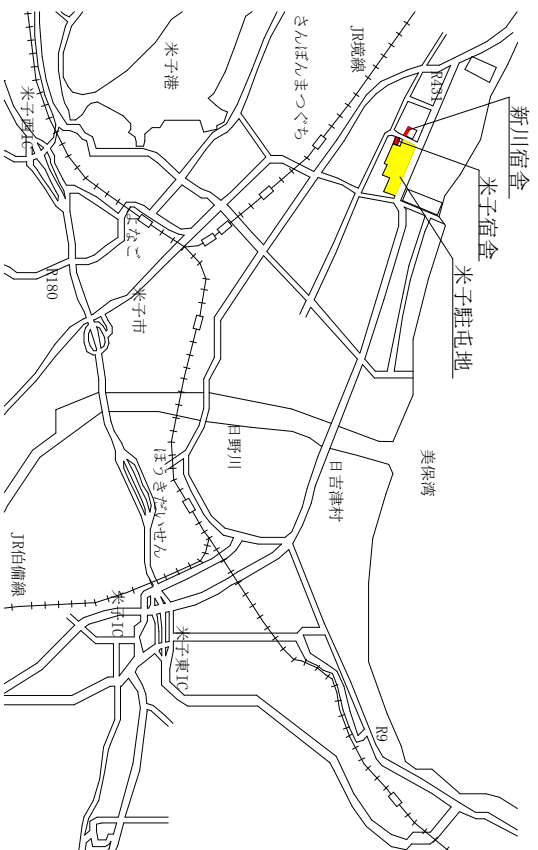 新川宿舎
米子宿舎
米子駐屯地
R431
JR境線
さんぼんまつぐち
米子港
米子西IC
よなご
R180
米子市
美保湾
日野川
日吉津村
ほうきだいせん
JR伯備線
米子IC
米子東IC
R9